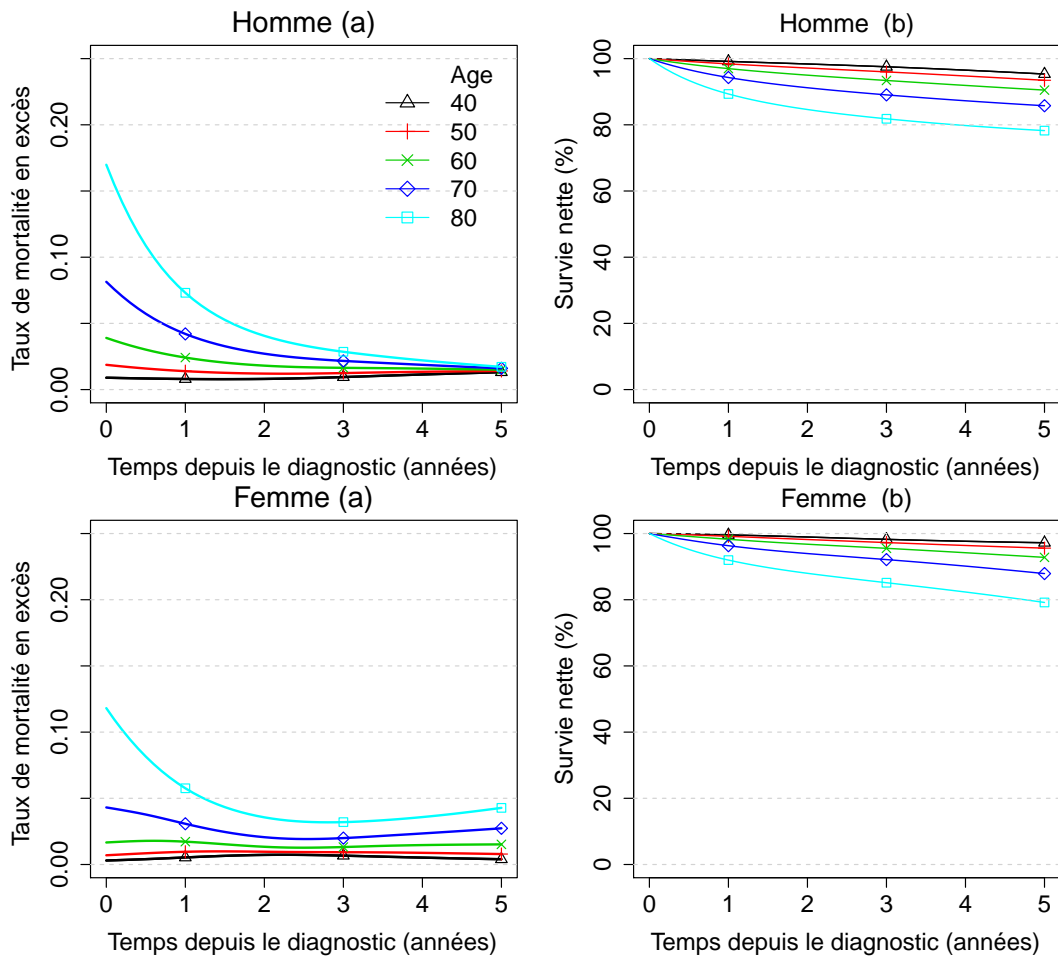 Homme (a)
Taux de mortalité en excès
0.00 0.10 0.20
Age
40
50
60
70
80
0 1 2 3 4 5
Temps depuis le diagnostic (années)
Homme (b)
Survie nette (%)
0 20 40 60 80 100
0 1 2 3 4 5
Temps depuis le diagnostic (années)
Femme (a)
Taux de mortalité en excès
0.00 0.10 0.20
0 1 2 3 4 5
Temps depuis le diagnostic (années)
Femme (b)
Survie nette (%)
0 20 40 60 80 100
0 1 2 3 4 5
Temps depuis le diagnostic (années)